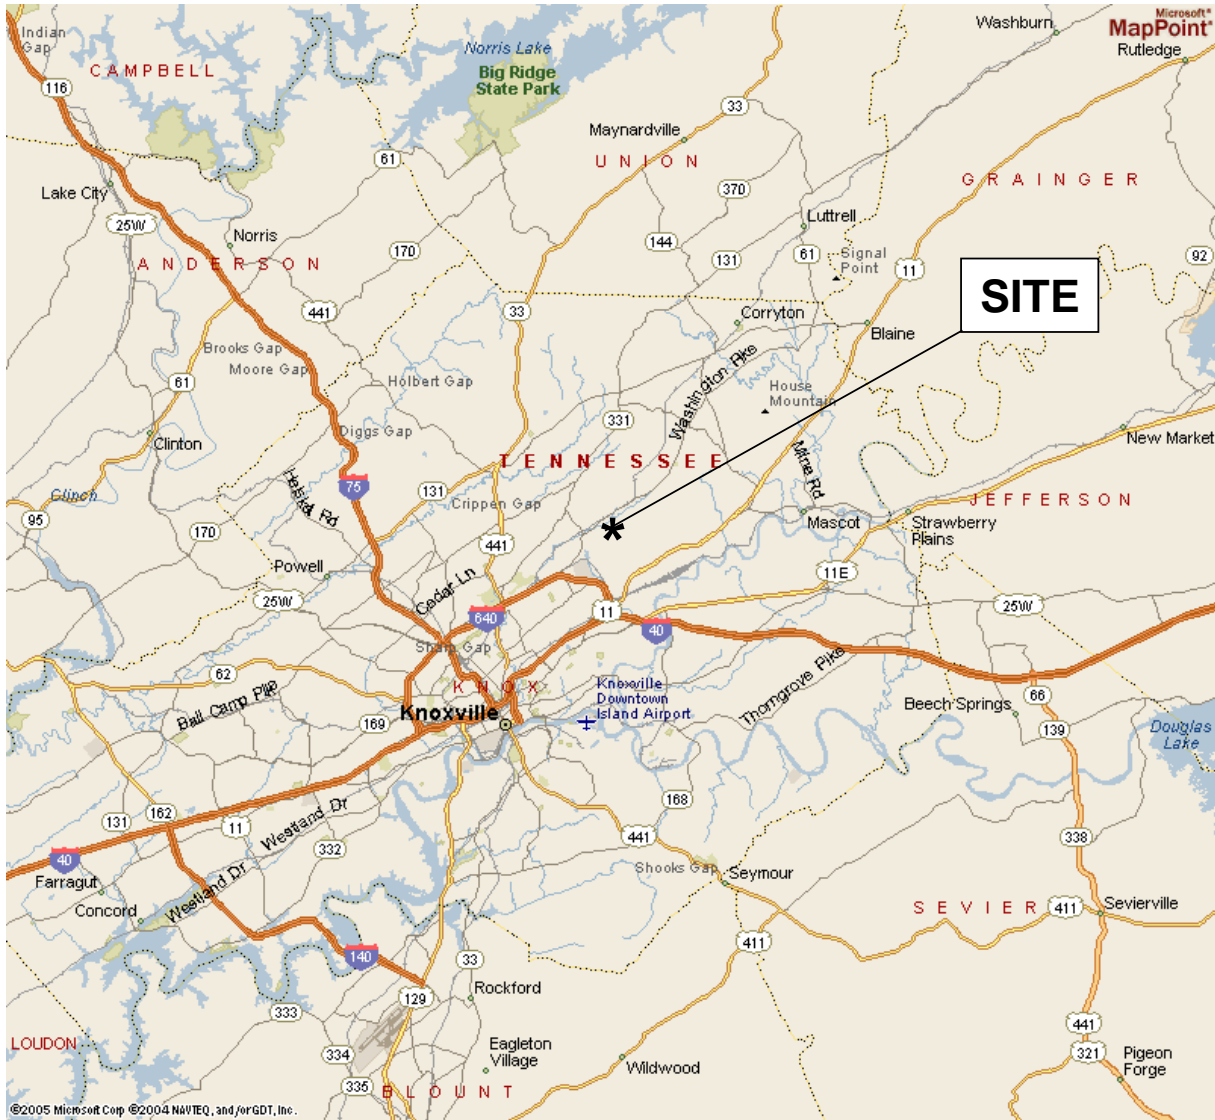 Indian
Gap
Washburn
Microsoft®
MapPoint®
Rutledge
Norris Lake
CAMPBELL
Big Ridge
State Park
116
33
Maynardville
UNION
61
GRAINGER
370
Lake City
Luttrell
25W
Norris
144
170
131
61
Signal
Point
92
ANDERSON
11
SITE
441
33
Corryton
Blaine
Brooks Gap
Moore Gap
Washington Pike
61
Holbert Gap
House
Mountain
331
Diggs Gap
Clinton
New Market
TENNESSEE
Mine Rd
75
131
Clinch
Heiskell Rd
Crippen Gap
JEFFERSON
95
170
*
Mascot
Strawberry
Plains
441
Powell
Cedar Ln
11E
25W
640
11
40
25W
Sharp Gap
62
Thorngrove Pike
KNOX
Knoxville
Downtown
Island Airport
66
Ball Camp Pike
169
Knoxville
Beech Springs
139
Douglas
Lake
168
131
162
11
Westland Dr
441
338
332
40
Shooks Gap
Seymour
Farragut
Westland Dr
Concord
SEVIER
411
Sevierville
411
140
33
Rockford
129
333
441
LOUDON
334
Eagleton
Village
321
Pigeon
Forge
Wildwood
335
BLOUNT
©2005 Microsoft Corp ©2004 NAVTEQ, and/or GDT, Inc.